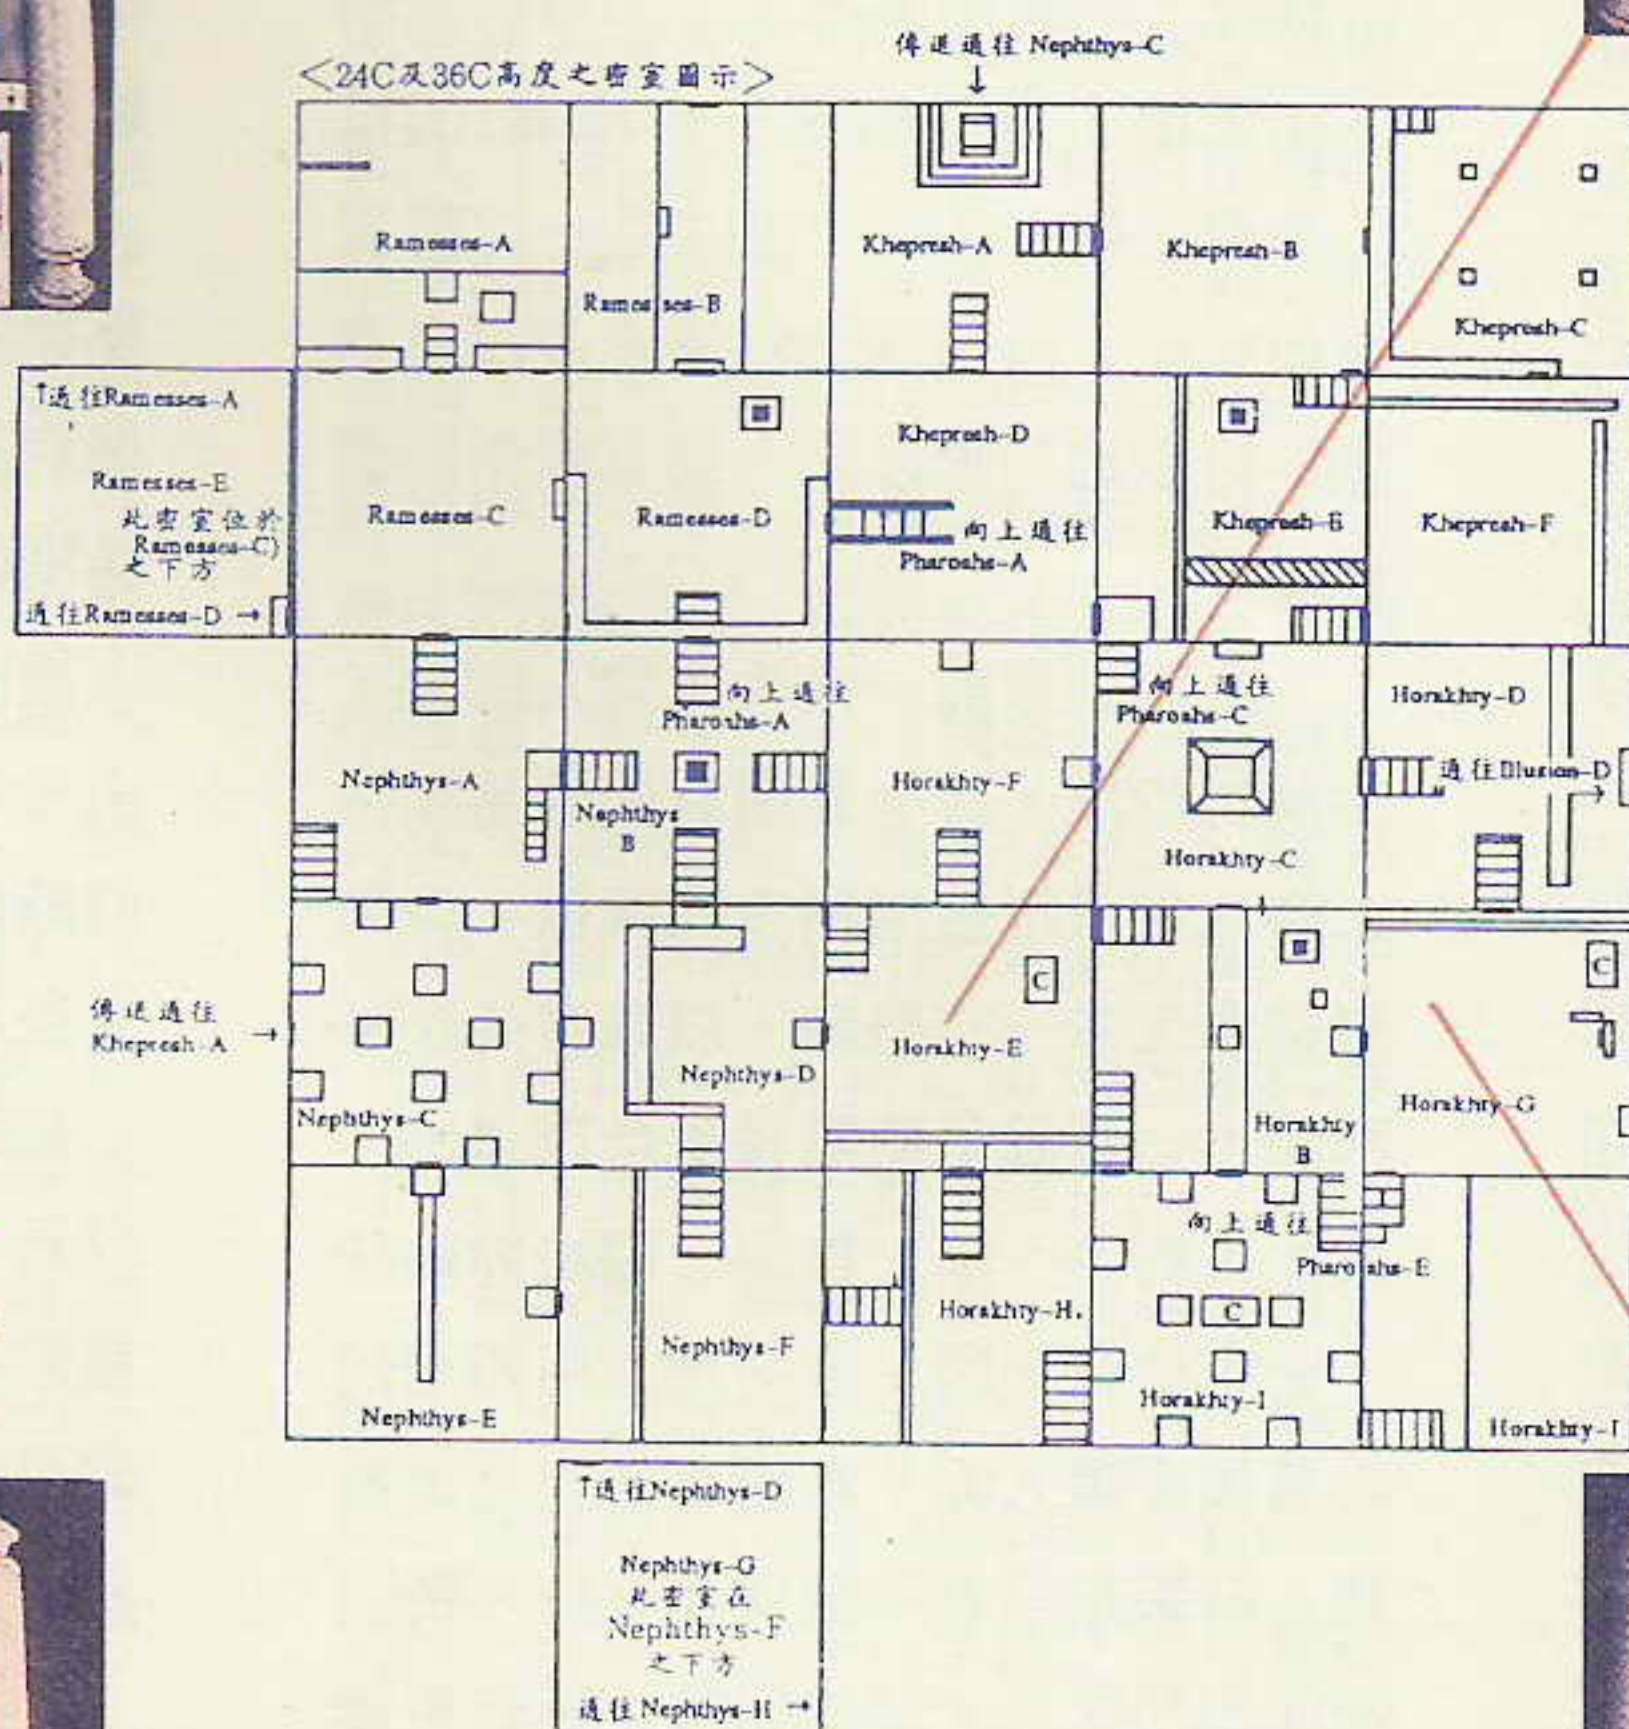 傳送通往 Nephthys-C
↓
<24C及36C高度之密室圖示>
Ramesses-A
Ramesses-B
Khepresh-A
Khepresh-B
Khepresh-C
↑通往Ramesses-A
Ramesses-E
此密室位於
Ramesses-C)
之下方
通往Ramesses-D →
Ramesses-C
Ramesses-D
Khepresh-D
向上通往
Pharoahs-A
Khepresh-E
Khepresh-F
Nephthys-A
向上通往
Pharoahs-A
Nephthys
B
Horakhty-F
向上通往
Pharoahs-C
Horakhty-C
Horakhty-D
通往Illusion-D
→
傳送通往
Khepresh-A →
Nephthys-C
Nephthys-D
C
Horakhty-E
Horakhty
B
C
Horakhty-G
Nephthys-E
Nephthys-F
Horakhty-H.
向上通往
Pharoahs-E
C
Horakhty-I
Horakhty-J
↑通往Nephthys-D
Nephthys-G
此密室在
Nephthys-F
之下方
通往 Nephthys-H →